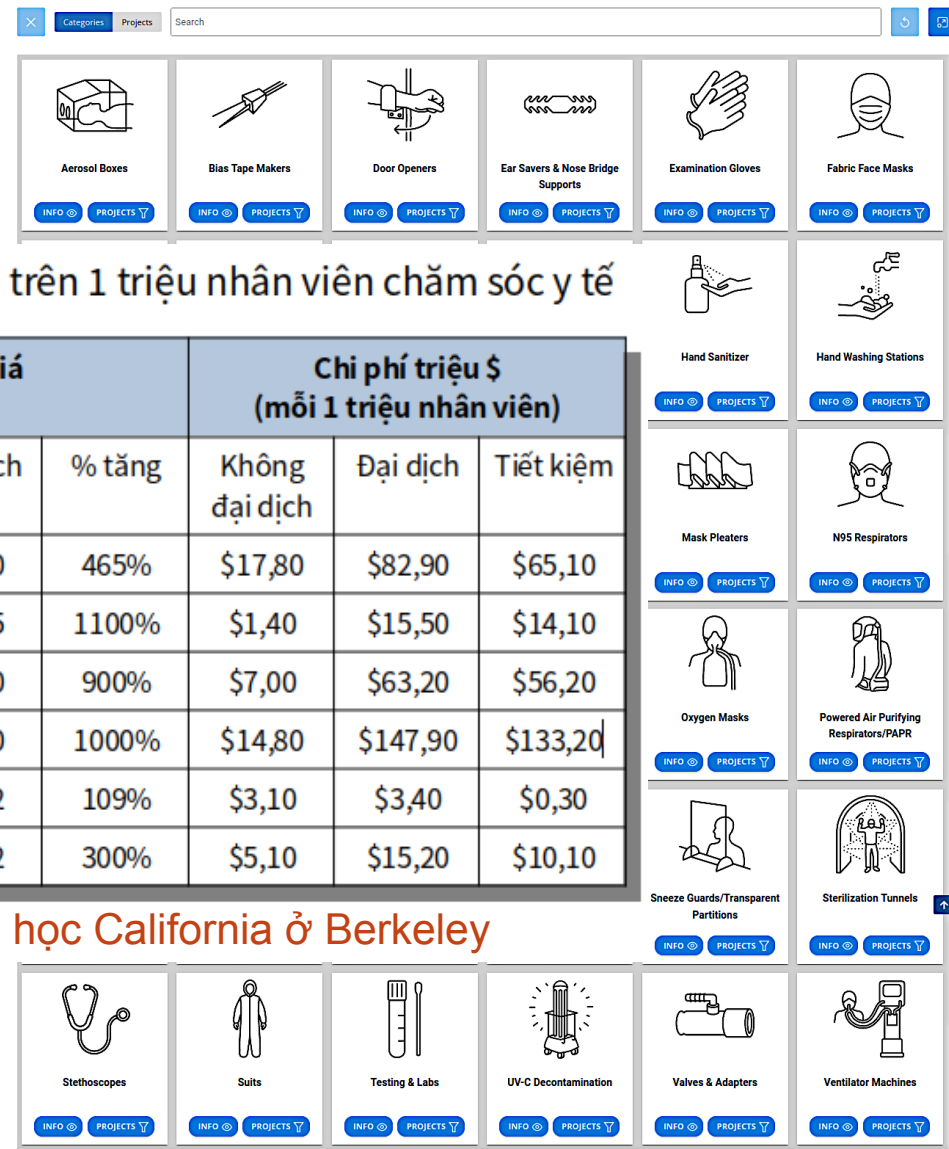 Categories Projects Search
Aerosol Boxes Bias Tape Makers Door Openers Ear Savers & Nose Bridge Examination Gloves Fabric Face Masks
Supports
INFO PROJECTS INFO PROJECTS INFO PROJECTS INFO PROJECTS INFO PROJECTS INFO PROJECTS
trên 1 triệu nhân viên chăm sóc y tế
iá Chi phí triệu $
(mỗi 1 triệu nhân viên)
ch % tăng Không Đại dịch Tiết kiệm
đại dịch
465% $17,80 $82,90 $65,10
1100% $1,40 $15,50 $14,10
900% $7,00 $63,20 $56,20
1000% $14,80 $147,90 $133,20
2 109% $3,10 $3,40 $0,30
2 300% $5,10 $15,20 $10,10
học California ở Berkeley
Hand Sanitizer Hand Washing Stations
INFO PROJECTS INFO PROJECTS
Mask Pleaters N95 Respirators
INFO PROJECTS INFO PROJECTS
Oxygen Masks Powered Air Purifying
Respirators/PAPR
INFO PROJECTS INFO PROJECTS
Sneeze Guards/Transparent Sterilization Tunnels
Partitions
INFO PROJECTS INFO PROJECTS
Stethoscopes Suits Testing & Labs UV-C Decontamination Valves & Adapters Ventilator Machines
INFO PROJECTS INFO PROJECTS INFO PROJECTS INFO PROJECTS INFO PROJECTS INFO PROJECTS